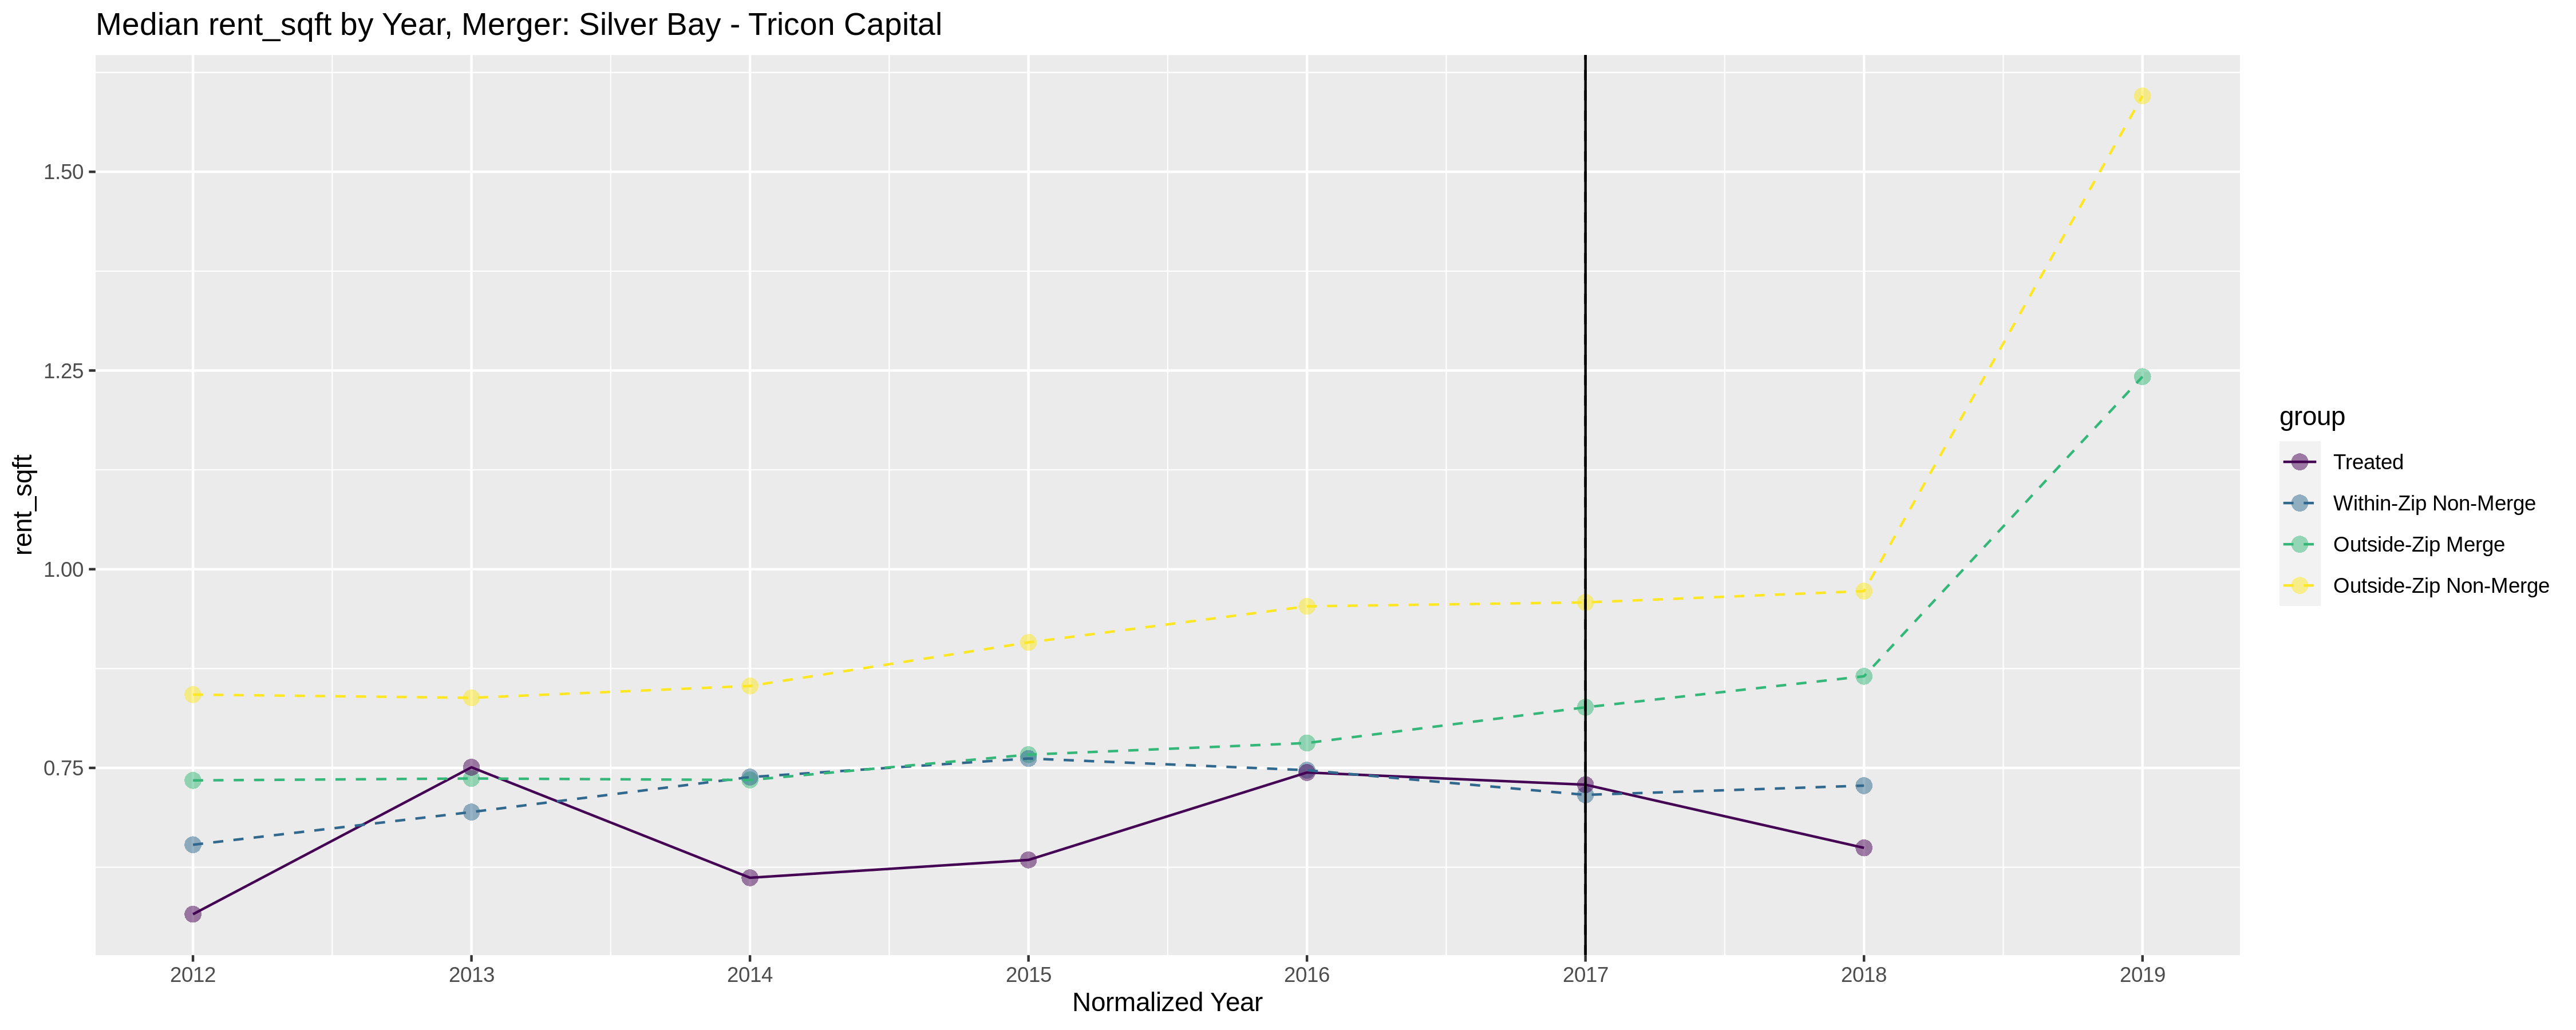 Median rent_sqft by Year, Merger: Silver Bay - Tricon Capital
rent_sqft
1.50
1.25
1.00
0.75
2012 2013 2014 2015 2016 2017 2018 2019
Normalized Year
group
Treated
Within-Zip Non-Merge
Outside-Zip Merge
Outside-Zip Non-Merge